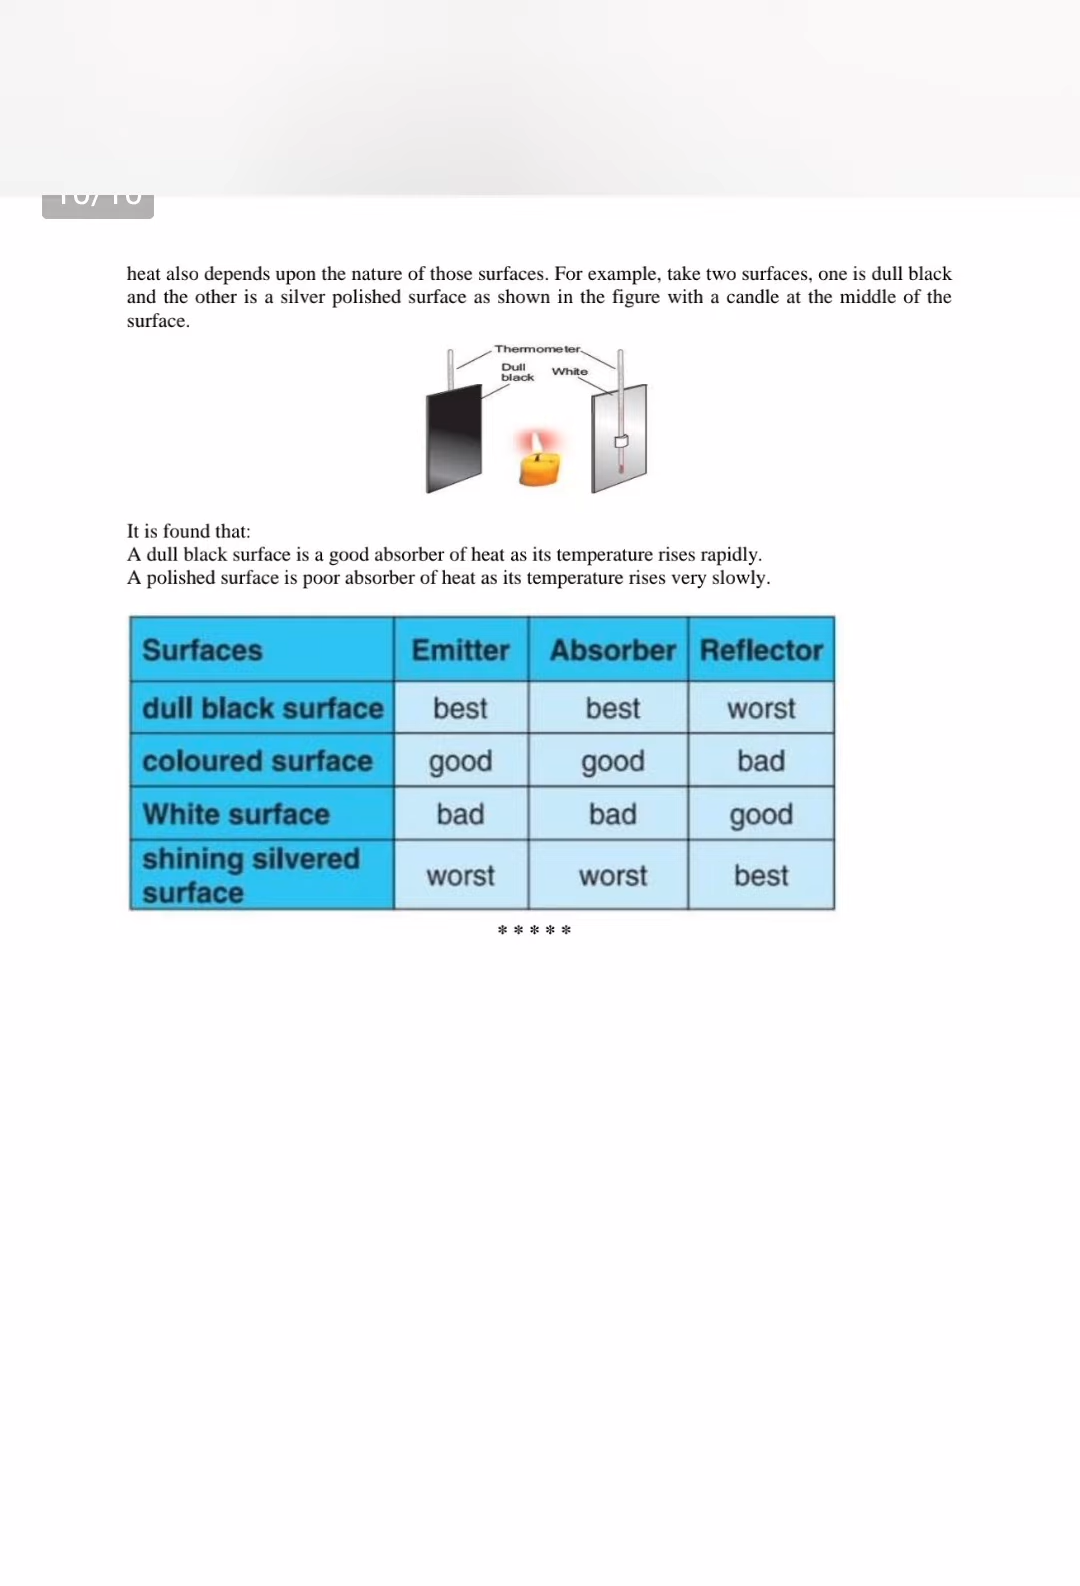 10/10
heat also depends upon the nature of those surfaces. For example, take two surfaces, one is dull black
and the other is a silver polished surface as shown in the figure with a candle at the middle of the
surface.
Thermometer
Dull
black
White
It is found that:
A dull black surface is a good absorber of heat as its temperature rises rapidly.
A polished surface is poor absorber of heat as its temperature rises very slowly.
Surfaces Emitter Absorber Reflector
dull black surface best best worst
coloured surface good good bad
White surface bad bad good
shining silvered
surface worst worst best
* * * * *